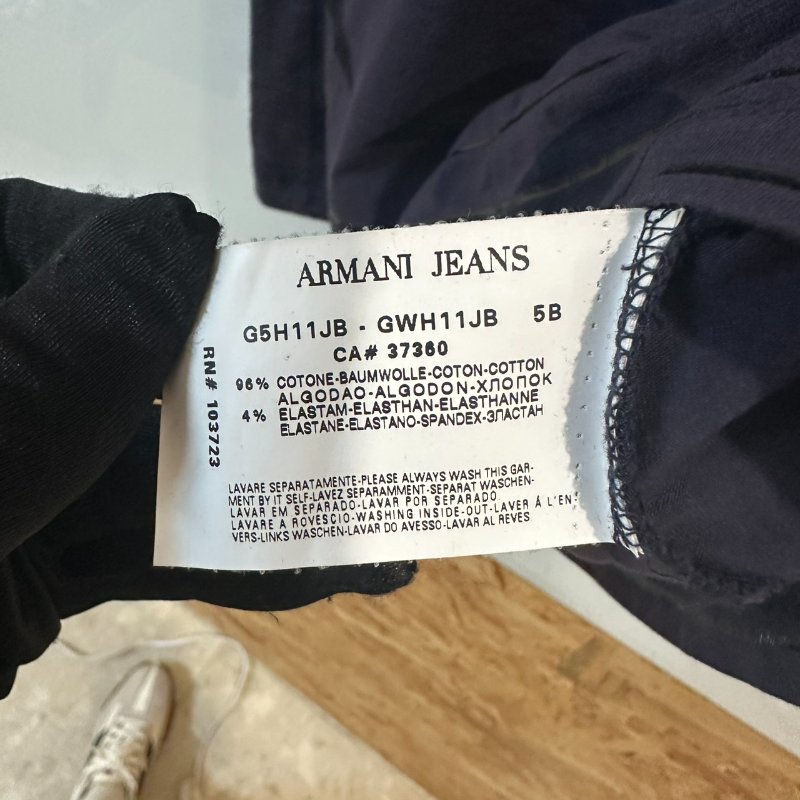 ARMANI JEANS
G5H11JB - GWH11JB 5B
CA# 37360
96% COTONE-BAUMWOLLE-COTON-COTTON
ALGODAO-ALGODON-ХЛОПОК
4% ELASTAM-ELASTHAN-ELASTHANNE
ELASTANE-ELASTANO-SPANDEX-ЭЛАСТАН
RN# 103723
LAVARE SEPARATAMENTE-PLEASE ALWAYS WASH THIS GAR-
MENT BY IT SELF-LAVEZ SEPARAMMENT-SEPARAT WASCHEN-
LAVAR EM SEPARADO-LAVAR POR SEPARADO
LAVARE A ROVESCIO-WASHING INSIDE-OUT-LAVER Á L'EN-
VERS-LINKS WASCHEN-LAVAR DO AVESSO-LAVAR AL REVES